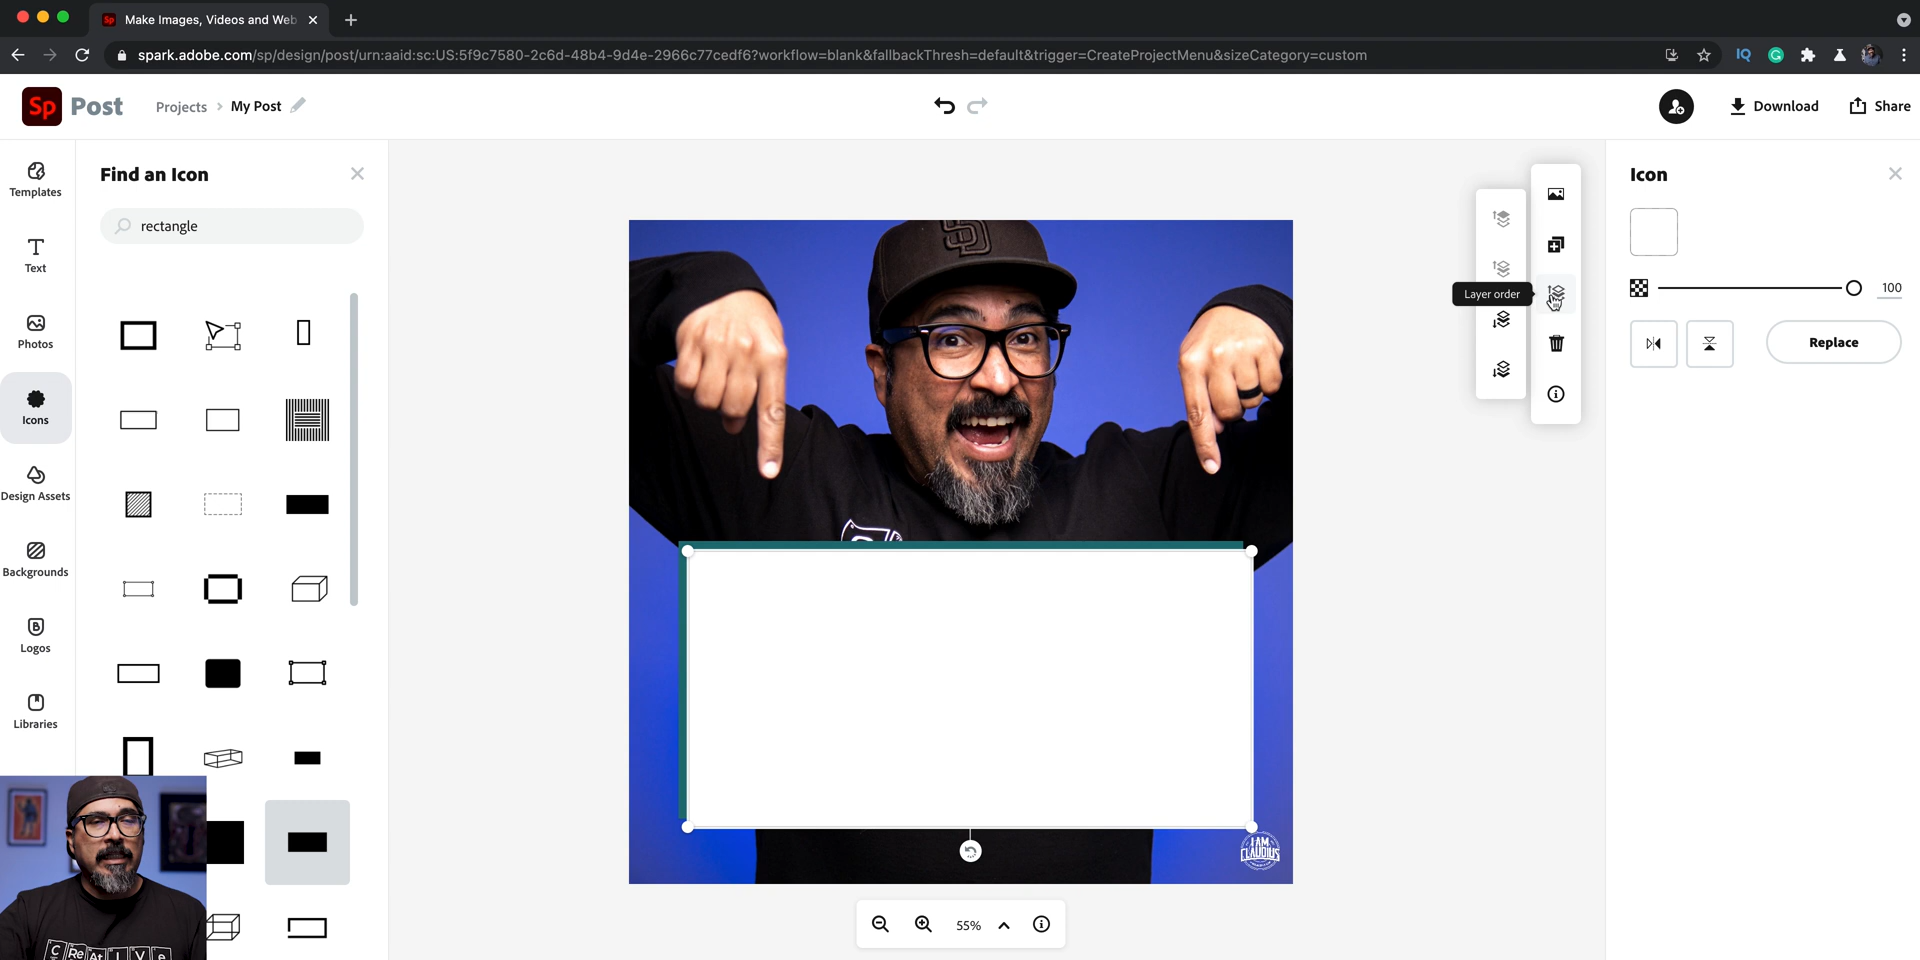 Make Images, Videos and Web
spark.adobe.com/sp/design/post/urn:aaid:sc:US:5f9c7580-2c6d-48b4-9d4e-2966c77cedf6?workflow=blank&fallbackThresh=default&trigger=CreateProjectMenu&sizeCategory=custom
IQ
Sp Post
Projects > My Post
Download
Share
Templates
Text
Photos
Icons
Design Assets
Backgrounds
Logos
Libraries
Find an Icon
rectangle
Layer order
Icon
100
Replace
I AM
CLAUDIUS
55%
CReAtIVe